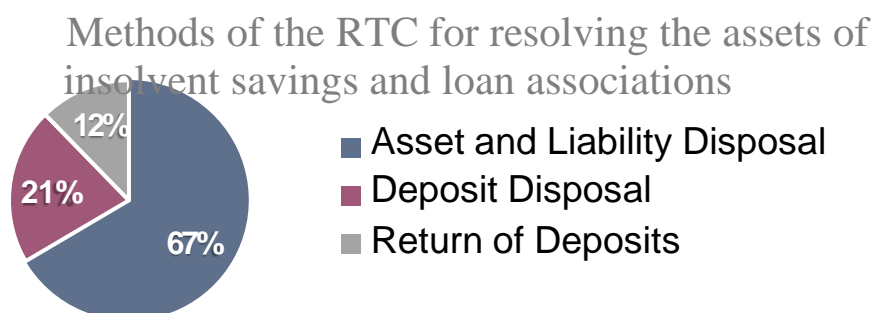 Methods of the RTC for resolving the assets of
insolvent savings and loan associations
12%
21%
67%
Asset and Liability Disposal
Deposit Disposal
Return of Deposits